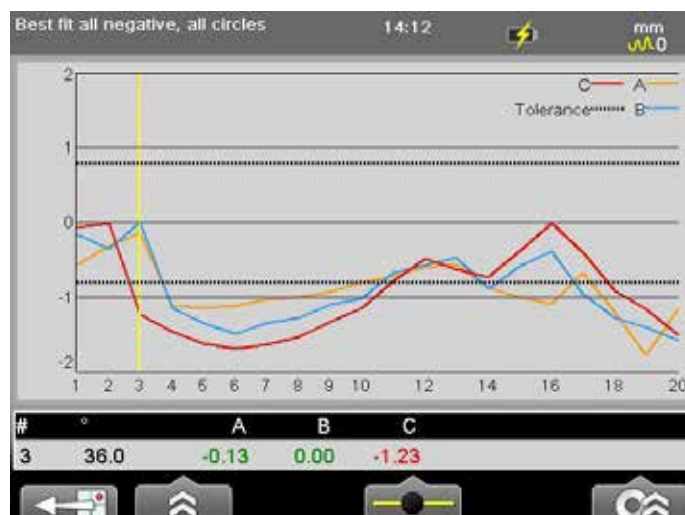 Best fit all negative, all circles 14:12 mm
0
2
C A
Tolerance B
1
0
-1
-2
1 2 3 4 5 6 7 8 9 10 12 14 16 18 20
# ° A B C
3 36.0 -0.13 0.00 -1.23